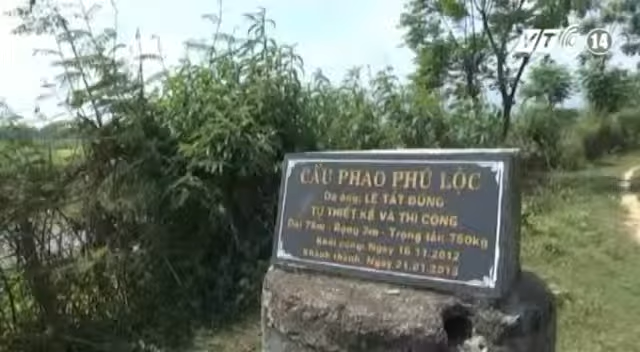 VTC 14
CẦU PHAO PHÚ LỘC
Do ông: LÊ TẤT DŨNG
TỰ THIẾT KẾ VÀ THI CÔNG
Dài 75m - Rộng 3m - Trọng tải: 750kg
Khởi công: Ngày 16.11.2012
Khánh thành: Ngày 21.01.2013